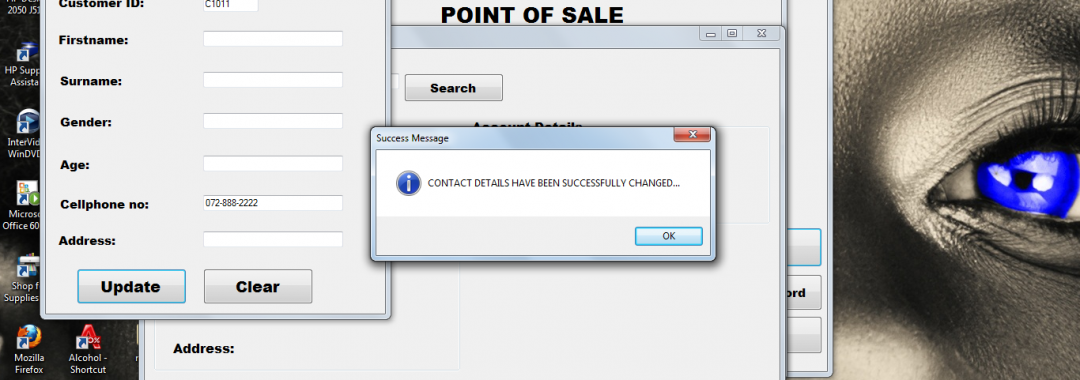 2050 J51
HP Supp
Assista
InterVid
WinDVD
Microso
Office 60
Shop f
Supplies
Mozilla
Firefox
Alcohol -
Shortcut
Customer ID:
C1011
Firstname:
Surname:
Gender:
Age:
Cellphone no:
072-888-2222
Address:
Update
Clear
POINT OF SALE
Search
Account Details
Success Message
CONTACT DETAILS HAVE BEEN SUCCESSFULLY CHANGED...
OK
ord
Address: